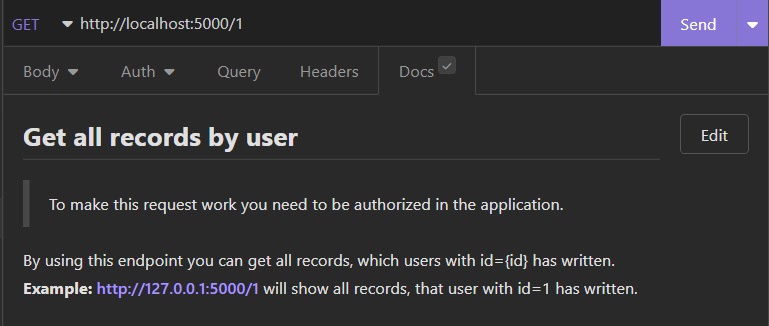 GET http://localhost:5000/1 Send
Body Auth Query Headers Docs
Get all records by user Edit
To make this request work you need to be authorized in the application.
By using this endpoint you can get all records, which users with id={id} has written.
Example: http://127.0.0.1:5000/1 will show all records, that user with id=1 has written.